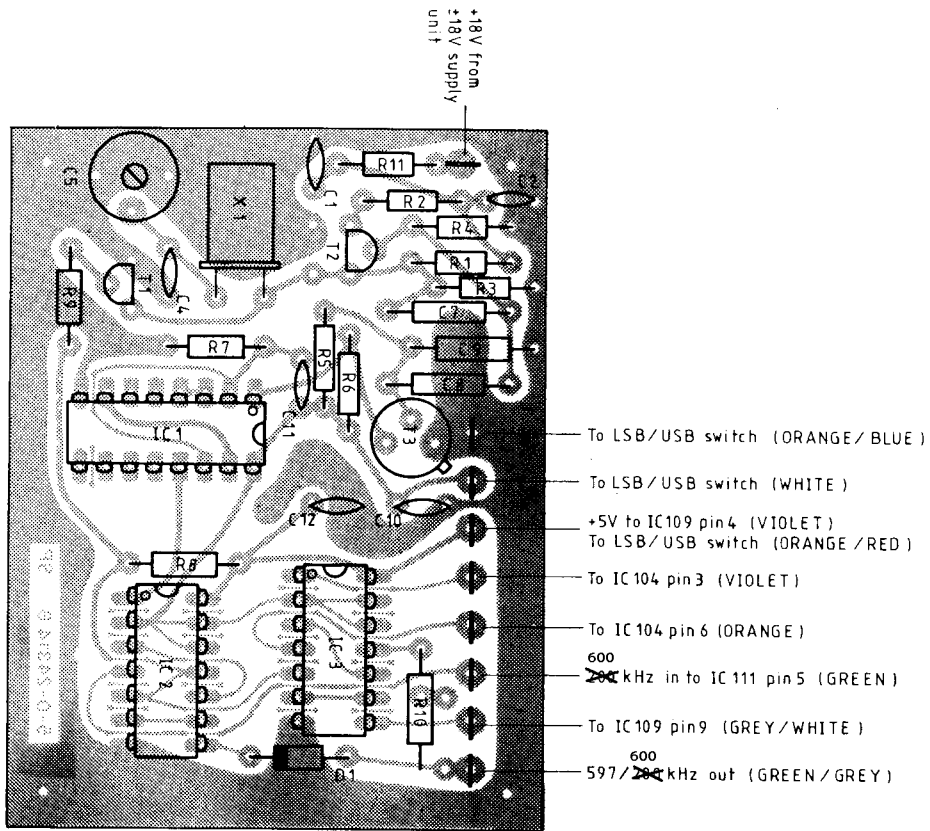 +18V from
±18V supply
unit
C5
X1
C1
R11
C2
R2
R4
T2
R1
R3
T1
C4
R9
C7
R7
R5
R6
C11
IC1
T3
To LSB/USB switch (ORANGE/BLUE)
To LSB/USB switch (WHITE)
C12
C10
+5V to IC109 pin4 (VIOLET)
To LSB/USB switch (ORANGE/RED)
R8
To IC104 pin3 (VIOLET)
To IC104 pin6 (ORANGE)
IC2
IC3
600
kHz in to IC111 pin5 (GREEN)
R10
To IC109 pin9 (GREY/WHITE)
600
597/ kHz out (GREEN/GREY)
D1